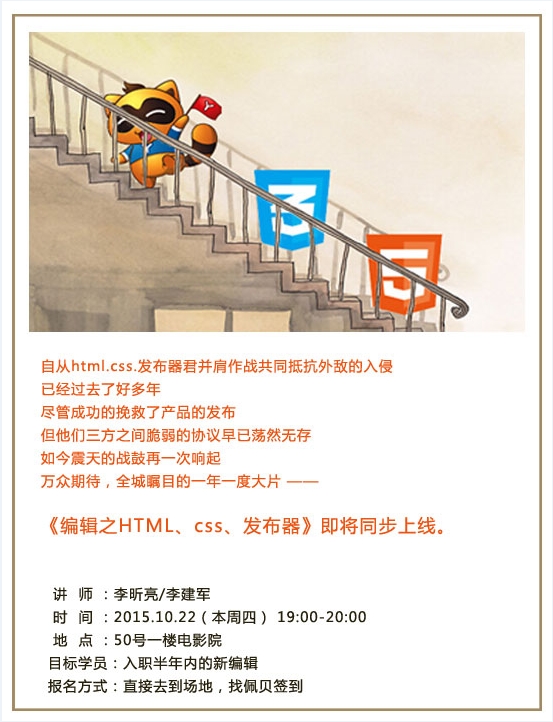 Y
3
5
自从html.css.发布器君并肩作战共同抵抗外敌的入侵
已经过去了好多年
尽管成功的挽救了产品的发布
但他们三方之间脆弱的协议早已荡然无存
如今震天的战鼓再一次响起
万众期待，全城瞩目的一年一度大片 ——
《编辑之HTML、css、发布器》即将同步上线。
讲 师 ：李昕亮/李建军
时 间 ：2015.10.22（本周四） 19:00-20:00
地 点 ：50号一楼电影院
目标学员：入职半年内的新编辑
报名方式：直接去到场地，找佩贝签到